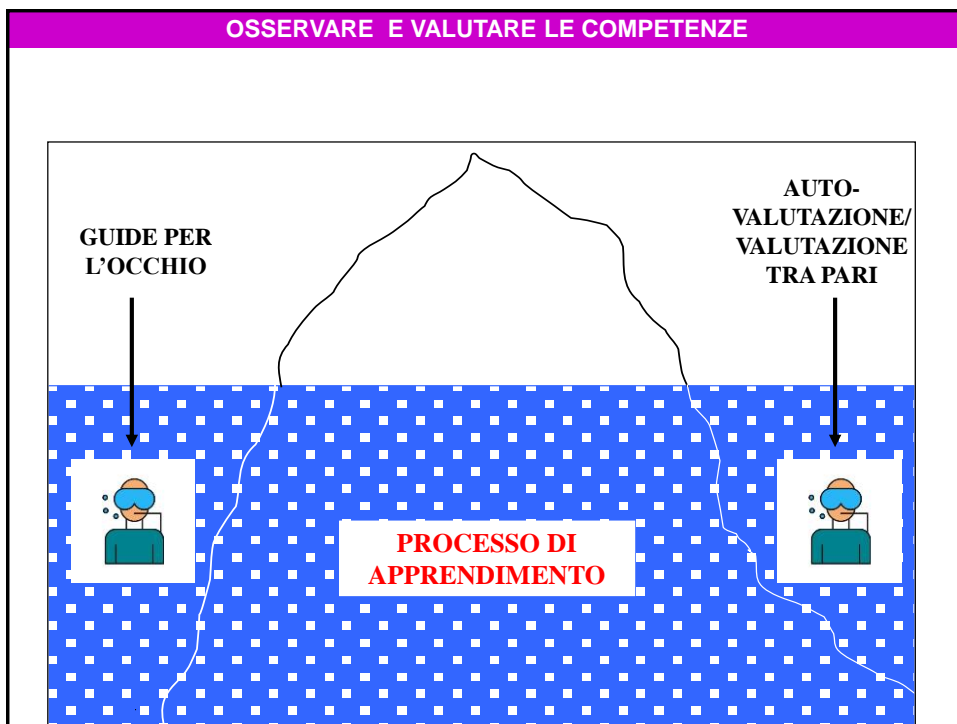 OSSERVARE E VALUTARE LE COMPETENZE
GUIDE PER
L'OCCHIO
AUTO-
VALUTAZIONE/
VALUTAZIONE
TRA PARI
PROCESSO DI
APPRENDIMENTO